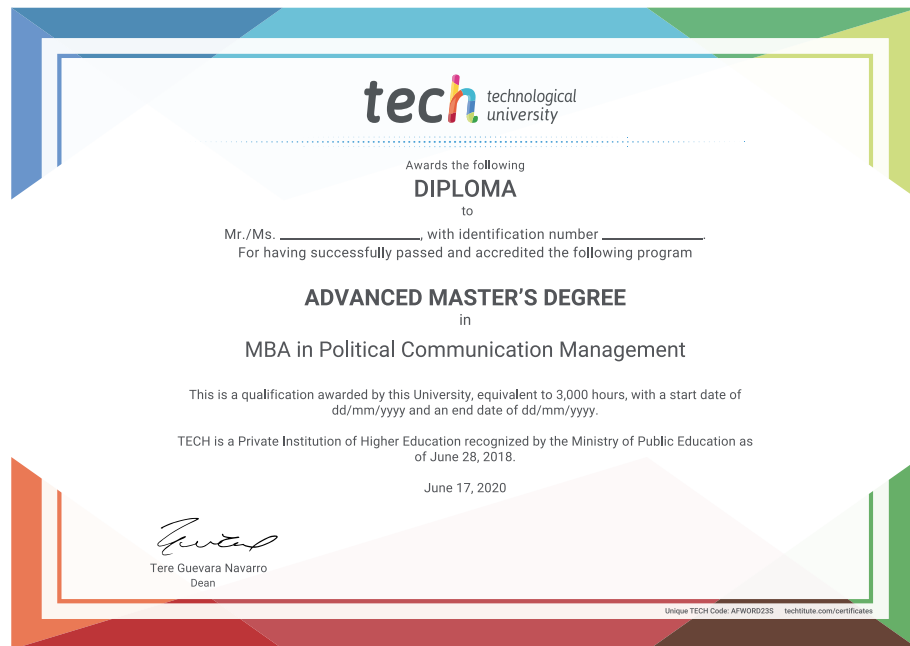 tech technological
university
Awards the following
DIPLOMA
to
Mr./Ms. ____________________, with identification number ______________.
For having successfully passed and accredited the following program
ADVANCED MASTER'S DEGREE
in
MBA in Political Communication Management
This is a qualification awarded by this University, equivalent to 3,000 hours, with a start date of
dd/mm/yyyy and an end date of dd/mm/yyyy.
TECH is a Private Institution of Higher Education recognized by the Ministry of Public Education as
of June 28, 2018.
June 17, 2020
Tere Guevara Navarro
Dean
Unique TECH Code: AFWORD23S techtitute.com/certificates